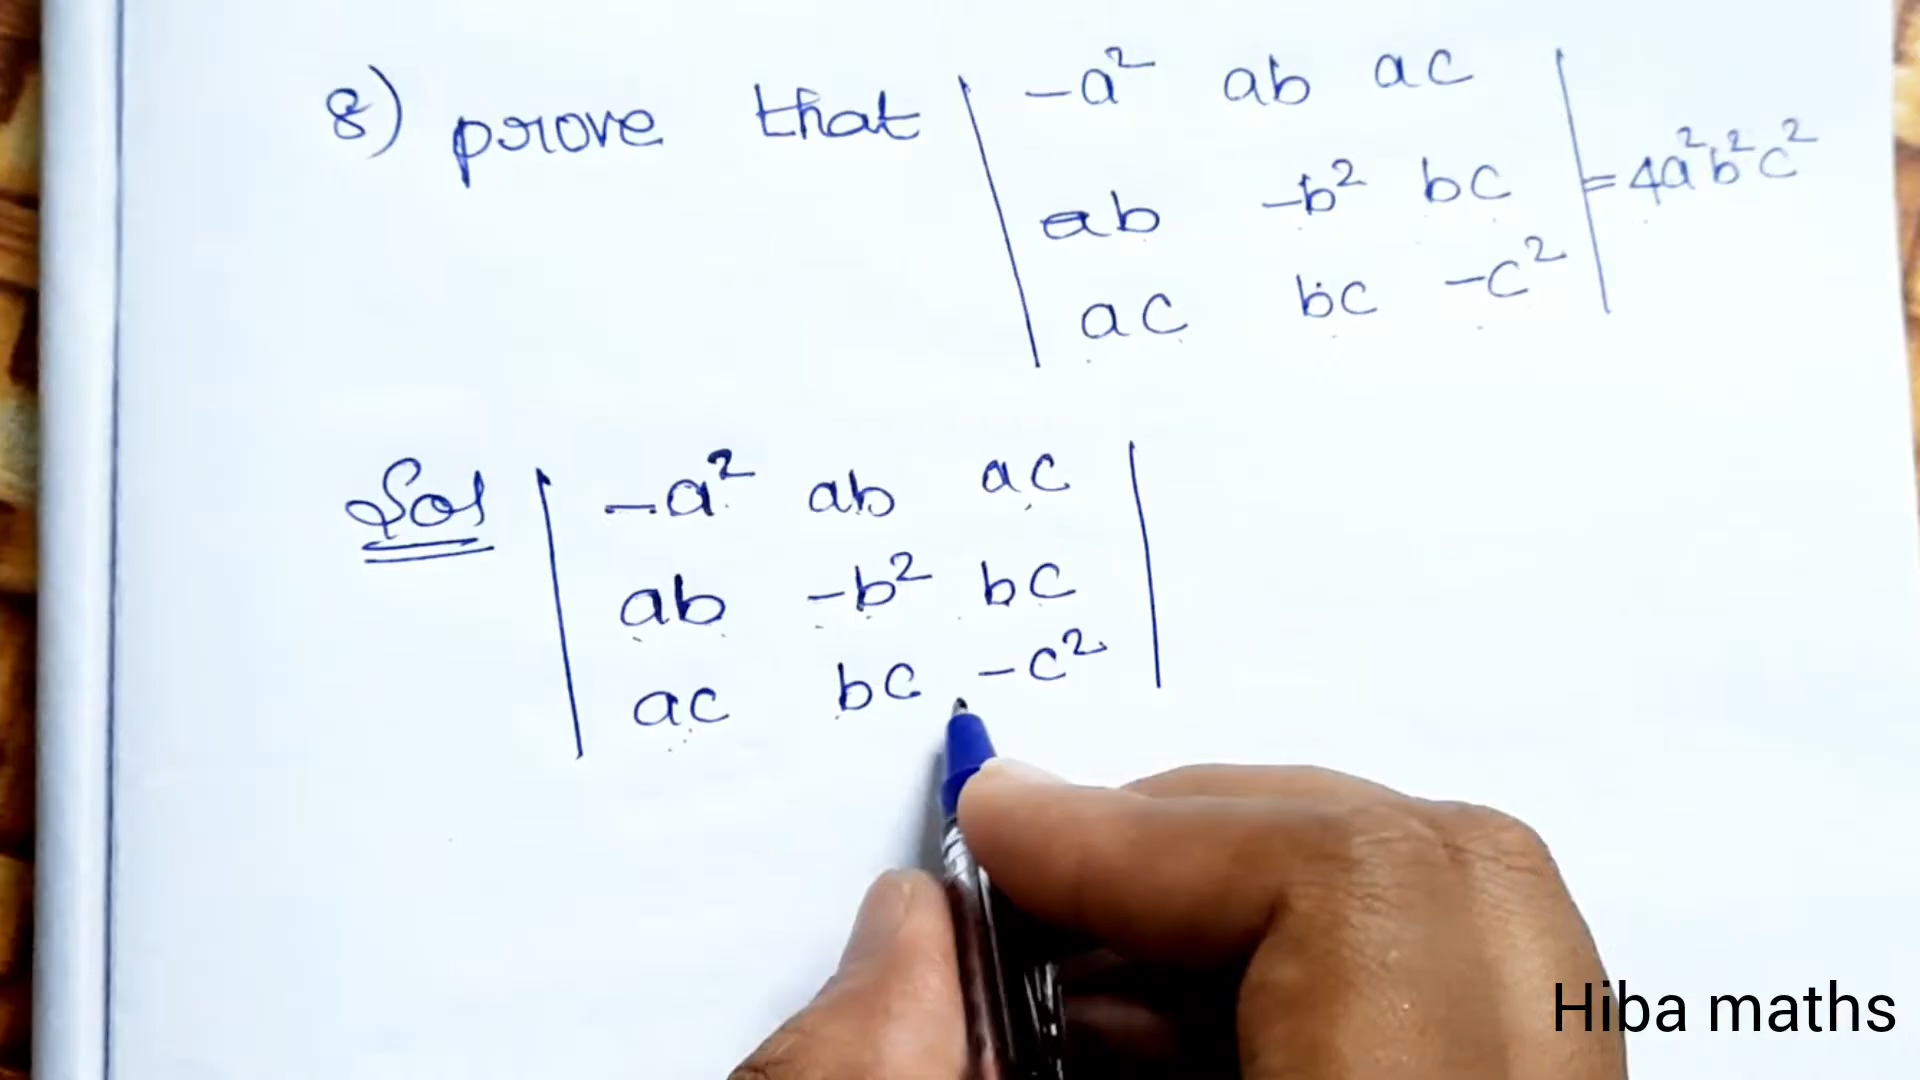 8) prove that | -a² ab ac |
| ab -b² bc | = 4a²b²c²
| ac bc -c² |
Sol | -a² ab ac |
| ab -b² bc |
| ac bc -c² |
Hiba maths